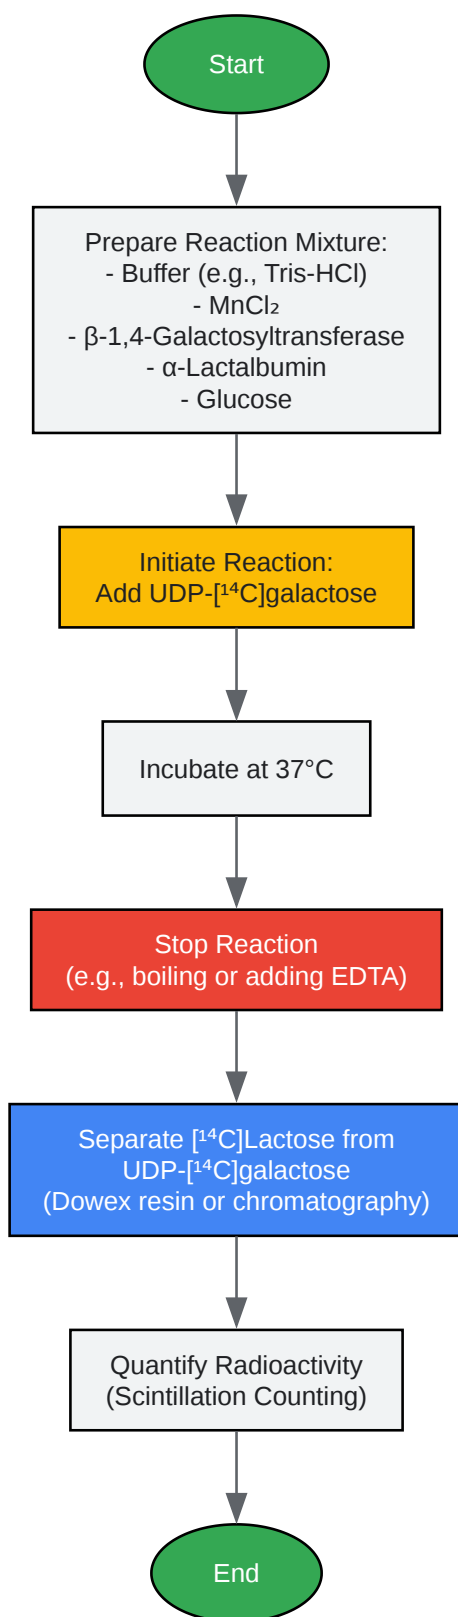 Start
Prepare Reaction Mixture:
- Buffer (e.g., Tris-HCl)
- MnCl₂
- β-1,4-Galactosyltransferase
- α-Lactalbumin
- Glucose
Initiate Reaction:
Add UDP-[¹⁴C]galactose
Incubate at 37°C
Stop Reaction
(e.g., boiling or adding EDTA)
Separate [¹⁴C]Lactose from
UDP-[¹⁴C]galactose
(Dowex resin or chromatography)
Quantify Radioactivity
(Scintillation Counting)
End